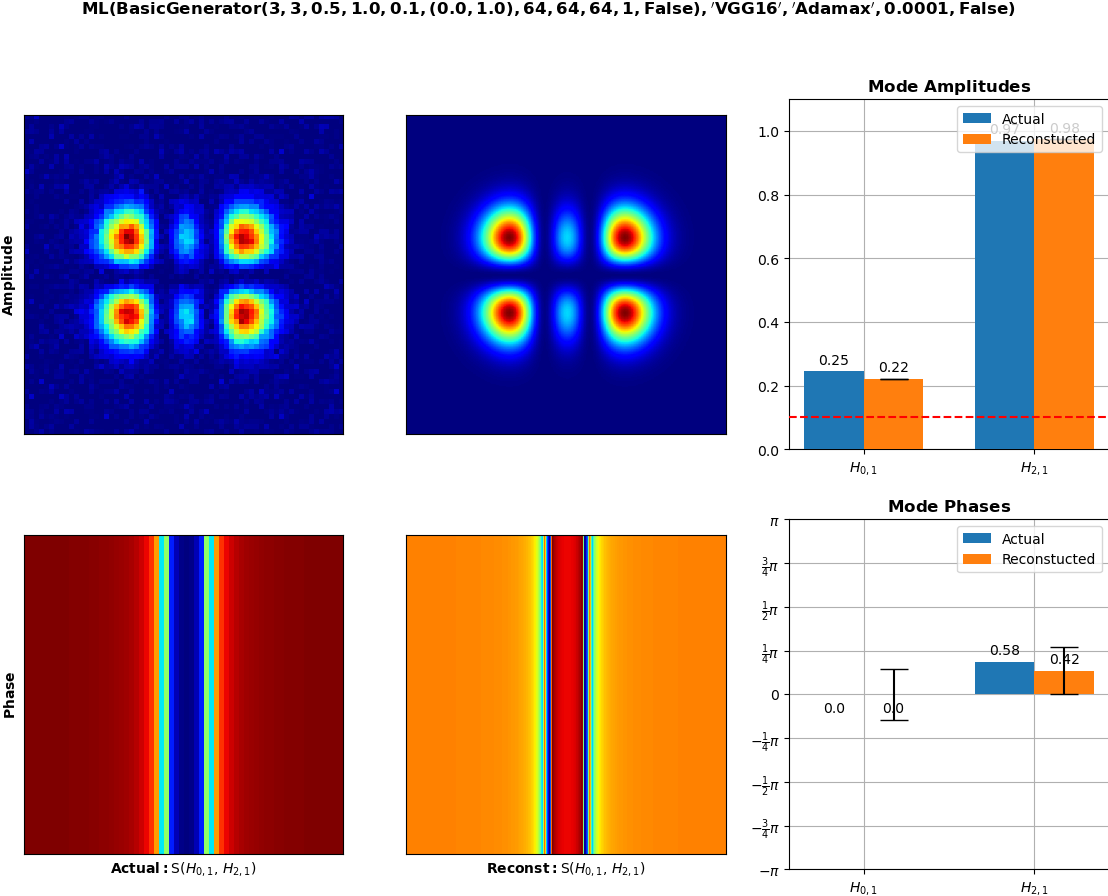 ML(BasicGenerator(3, 3, 0.5, 1.0, 0.1, (0.0, 1.0), 64, 64, 64, 1, False), 'VGG16', 'Adamax', 0.0001, False)
Amplitude
Mode Amplitudes
Actual
Reconstucted
0.97
0.98
0.25
0.22
1.0
0.8
0.6
0.4
0.2
0.0
H0, 1
H2, 1
Phase
Actual: S(H0, 1, H2, 1)
Reconst: S(H0, 1, H2, 1)
Mode Phases
Actual
Reconstucted
0.0
0.0
0.58
0.42
π
3/4π
1/2π
1/4π
0
−1/4π
−1/2π
−3/4π
−π
H0, 1
H2, 1